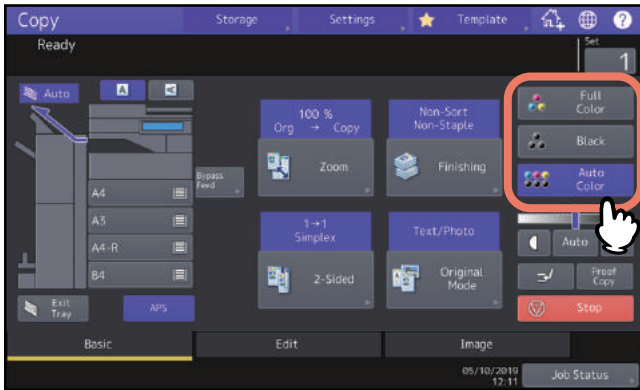 Copy
Storage
Settings
Template
?
Ready
Set
1
Auto
A
A
100 %
Org → Copy
Zoom
Non-Sort
Non-Staple
Finishing
Full
Color
Black
Auto
Color
Bypass
Feed
A4
A3
A4-R
B4
1→1
Simplex
2-Sided
Text/Photo
Original
Mode
Auto
Proof
Copy
Exit
Tray
APS
Stop
Basic
Edit
Image
05/10/2019
12:11
Job Status